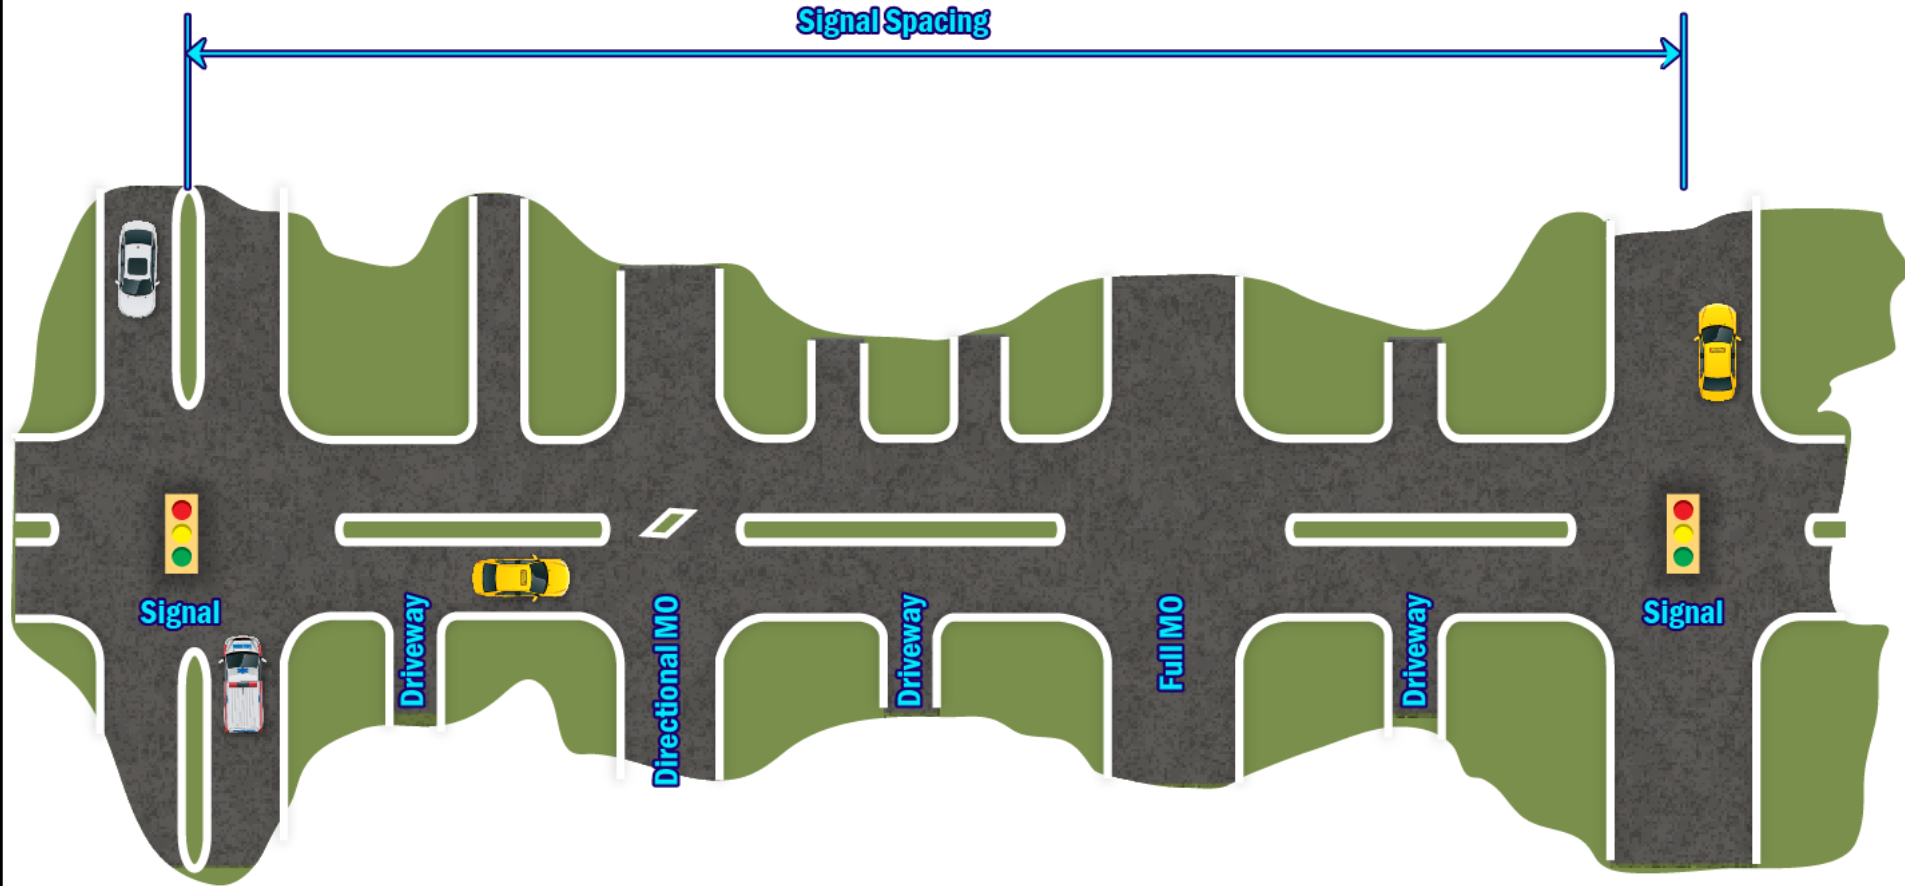 Signal Spacing
Signal
Signal
Driveway
Directional MO
Driveway
Full MO
Driveway